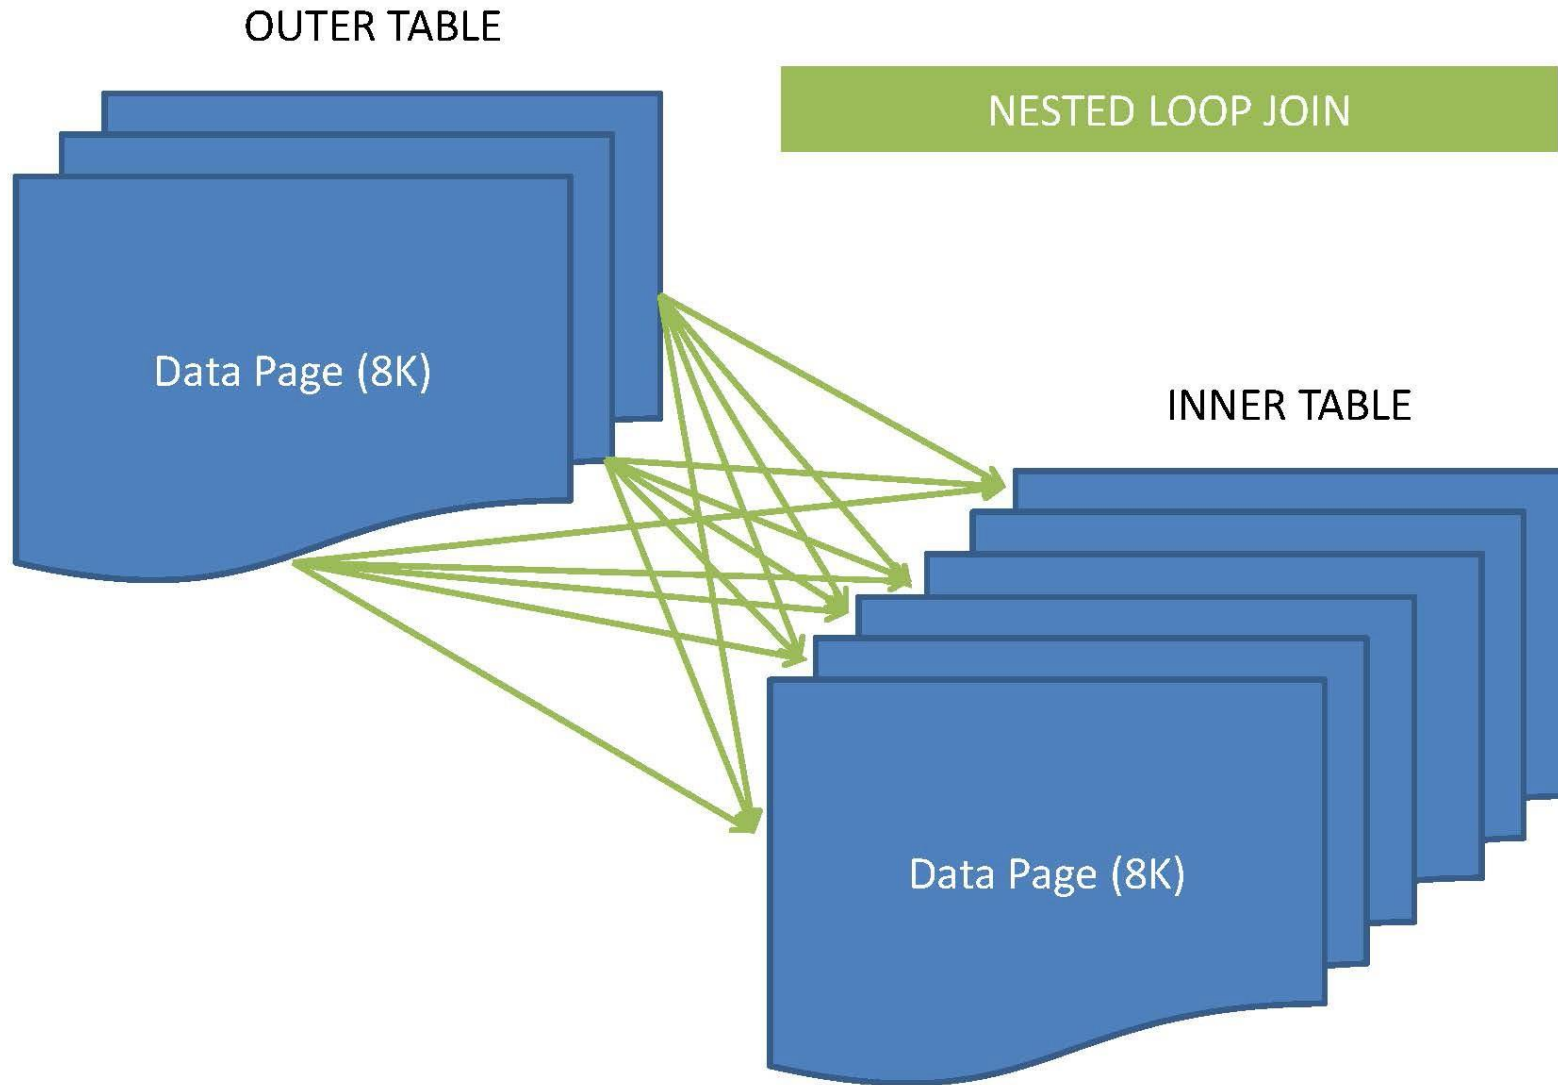 OUTER TABLE
NESTED LOOP JOIN
Data Page (8K)
INNER TABLE
Data Page (8K)